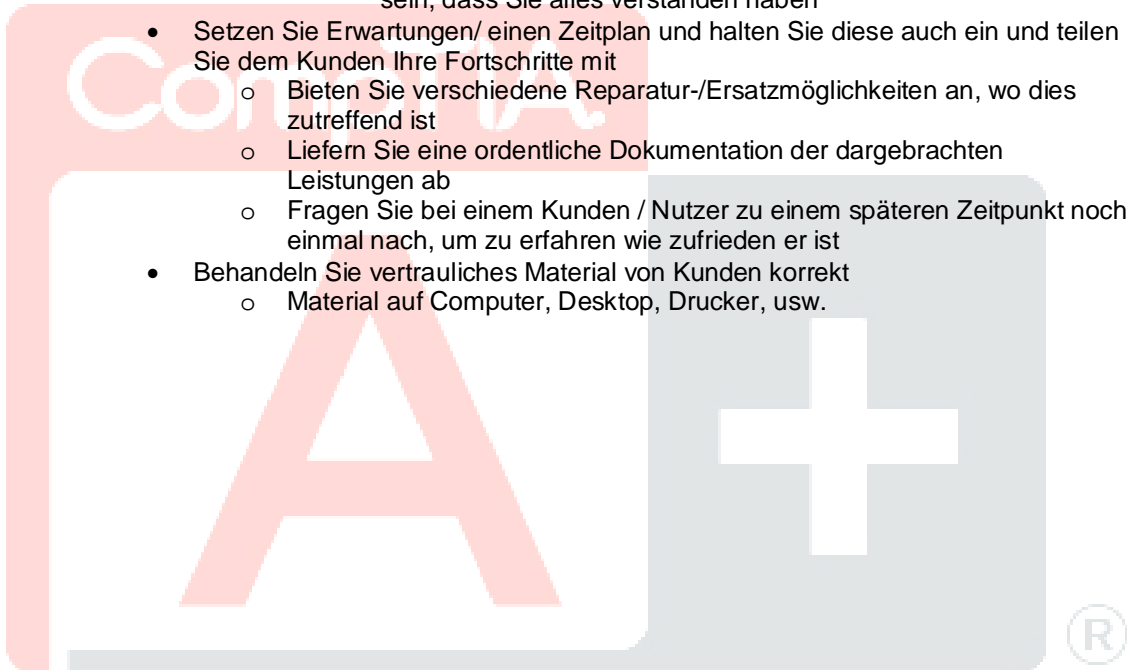 sein, dass Sie alles verstanden haben
• Setzen Sie Erwartungen/ einen Zeitplan und halten Sie diese auch ein und teilen
Sie dem Kunden Ihre Fortschritte mit
o Bieten Sie verschiedene Reparatur-/Ersatzmöglichkeiten an, wo dies
zutreffend ist
o Liefern Sie eine ordentliche Dokumentation der dargebrachten
Leistungen ab
o Fragen Sie bei einem Kunden / Nutzer zu einem späteren Zeitpunkt noch
einmal nach, um zu erfahren wie zufrieden er ist
• Behandeln Sie vertrauliches Material von Kunden korrekt
o Material auf Computer, Desktop, Drucker, usw.
CompTIA.
A+
®